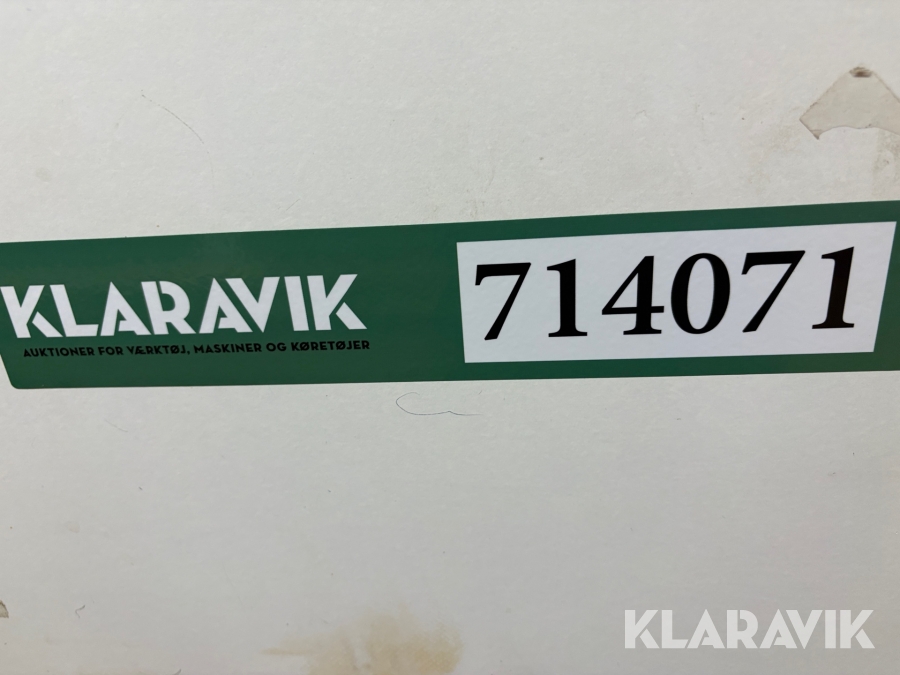 KLARAVIK
AUKTIONER FOR VÆRKTØJ, MASKINER OG KØRETØJER
714071
KLARAVIK